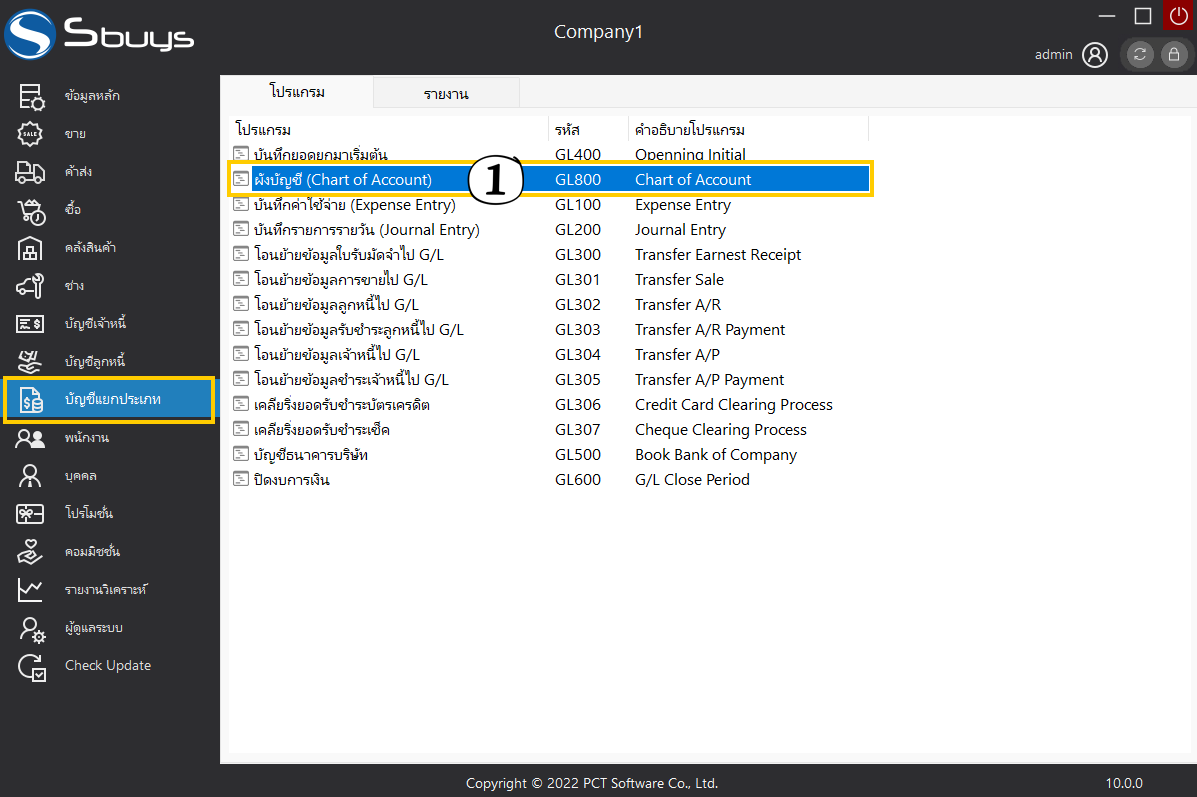 Sbuys
Company1
admin
ข้อมูลหลัก
SALE
ขาย
ค้าส่ง
ซื้อ
คลังสินค้า
ช่าง
บัญชีเจ้าหนี้
บัญชีลูกหนี้
บัญชีแยกประเภท
พนักงาน
บุคคล
โปรโมชั่น
คอมมิชชั่น
รายงานวิเคราะห์
ผู้ดูแลระบบ
Check Update
โปรแกรม รายงาน
โปรแกรม รหัส คำอธิบายโปรแกรม
บันทึกยอดยกมาเริ่มต้น GL400 Openning Initial
ผังบัญชี (Chart of Account) 1 GL800 Chart of Account
บันทึกค่าใช้จ่าย (Expense Entry) GL100 Expense Entry
บันทึกรายการรายวัน (Journal Entry) GL200 Journal Entry
โอนย้ายข้อมูลใบรับมัดจำไป G/L GL300 Transfer Earnest Receipt
โอนย้ายข้อมูลการขายไป G/L GL301 Transfer Sale
โอนย้ายข้อมูลลูกหนี้ไป G/L GL302 Transfer A/R
โอนย้ายข้อมูลรับชำระลูกหนี้ไป G/L GL303 Transfer A/R Payment
โอนย้ายข้อมูลเจ้าหนี้ไป G/L GL304 Transfer A/P
โอนย้ายข้อมูลชำระเจ้าหนี้ไป G/L GL305 Transfer A/P Payment
เคลียริ่งยอดรับชำระบัตรเครดิต GL306 Credit Card Clearing Process
เคลียริ่งยอดรับชำระเช็ค GL307 Cheque Clearing Process
บัญชีธนาคารบริษัท GL500 Book Bank of Company
ปิดงบการเงิน GL600 G/L Close Period
Copyright © 2022 PCT Software Co., Ltd. 10.0.0